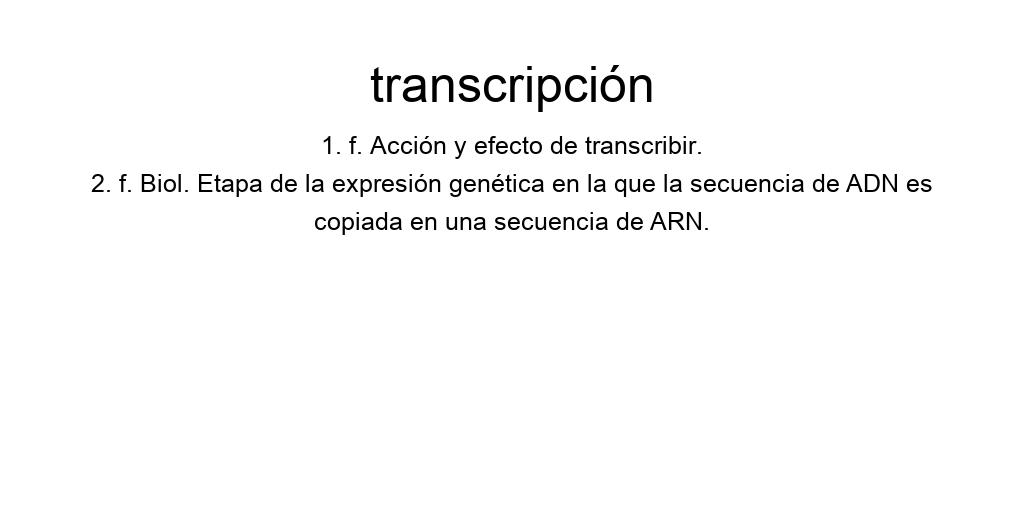 transcripción
1. f. Acción y efecto de transcribir.
2. f. Biol. Etapa de la expresión genética en la que la secuencia de ADN es
copiada en una secuencia de ARN.